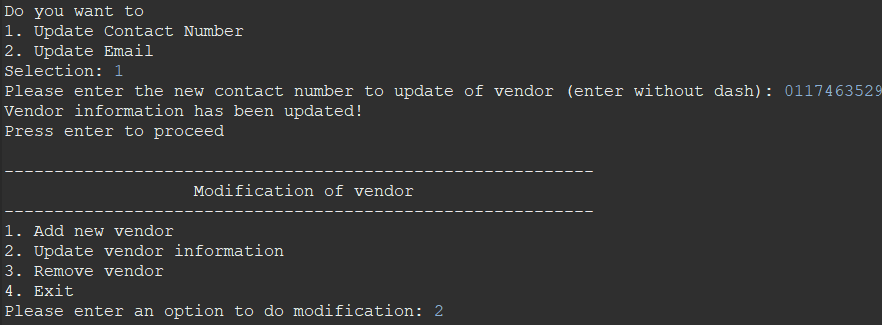 Do you want to
1. Update Contact Number
2. Update Email
Selection: 1
Please enter the new contact number to update of vendor (enter without dash): 0117463529
Vendor information has been updated!
Press enter to proceed
-----------------------------------------------------------
Modification of vendor
-----------------------------------------------------------
1. Add new vendor
2. Update vendor information
3. Remove vendor
4. Exit
Please enter an option to do modification: 2